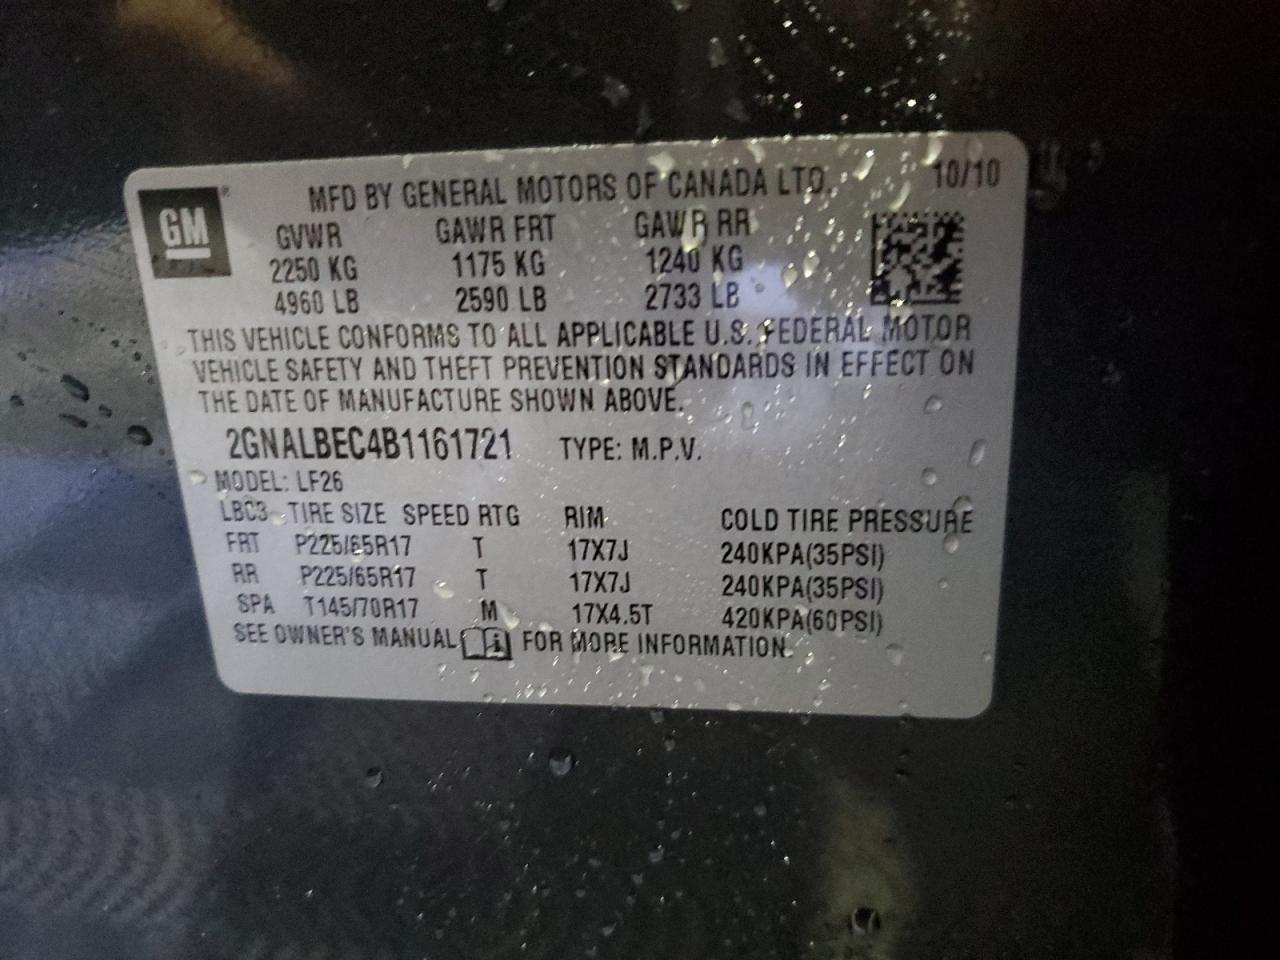 GM®
MFD BY GENERAL MOTORS OF CANADA LTD. 10/10
GVWR GAWR FRT GAWR RR
2250 KG 1175 KG 1240 KG
4960 LB 2590 LB 2733 LB
THIS VEHICLE CONFORMS TO ALL APPLICABLE U.S. FEDERAL MOTOR
VEHICLE SAFETY AND THEFT PREVENTION STANDARDS IN EFFECT ON
THE DATE OF MANUFACTURE SHOWN ABOVE.
2GNALBEC4B1161721 TYPE: M.P.V.
MODEL: LF26
LBC3 TIRE SIZE SPEED RTG RIM COLD TIRE PRESSURE
FRT P225/65R17 T 17X7J 240KPA(35PSI)
RR P225/65R17 T 17X7J 240KPA(35PSI)
SPA T145/70R17 M 17X4.5T 420KPA(60PSI)
SEE OWNER'S MANUAL i FOR MORE INFORMATION.